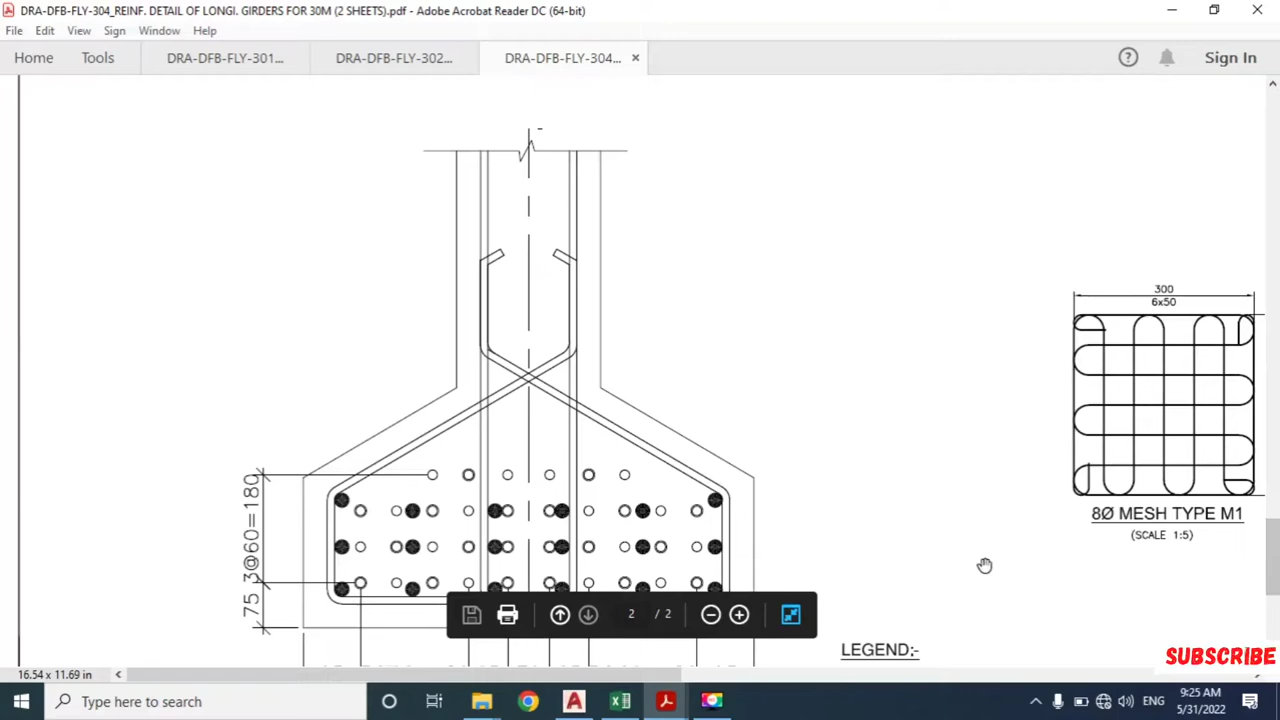 DRA-DFB-FLY-304_REINF. DETAIL OF LONGI. GIRDERS FOR 30M (2 SHEETS).pdf - Adobe Acrobat Reader DC (64-bit)
File Edit View Sign Window Help
Home Tools DRA-DFB-FLY-301... DRA-DFB-FLY-302... DRA-DFB-FLY-304... Sign In
300
6x50
8Ø MESH TYPE M1
(SCALE 1:5)
75 3@60=180
2 / 2
LEGEND;-
SUBSCRIBE
16.54 x 11.69 in
Type here to search
ENG
9:25 AM
5/31/2022